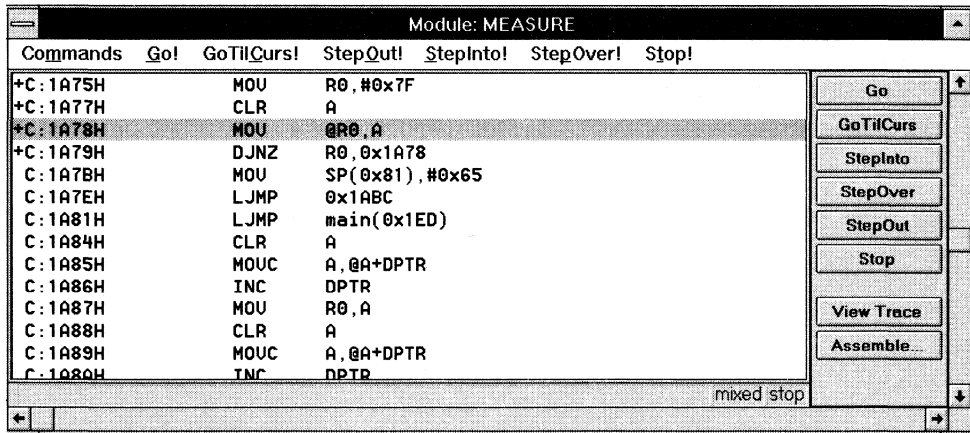 Module: MEASURE
Commands Go! GoTilCurs! StepOut! StepInto! StepOver! Stop!
+C:1A75H MOV R0,#0x7F
+C:1A77H CLR A
+C:1A78H MOV @R0,A
+C:1A79H DJNZ R0,0x1A78
C:1A7BH MOV SP(0x81),#0x65
C:1A7EH LJMP 0x1ABC
C:1A81H LJMP main(0x1ED)
C:1A84H CLR A
C:1A85H MOVC A,@A+DPTR
C:1A86H INC DPTR
C:1A87H MOV R0,A
C:1A88H CLR A
C:1A89H MOVC A,@A+DPTR
C:1A8AH INC DPTR
mixed stop
Go
GoTilCurs
StepInto
StepOver
StepOut
Stop
View Trace
Assemble...